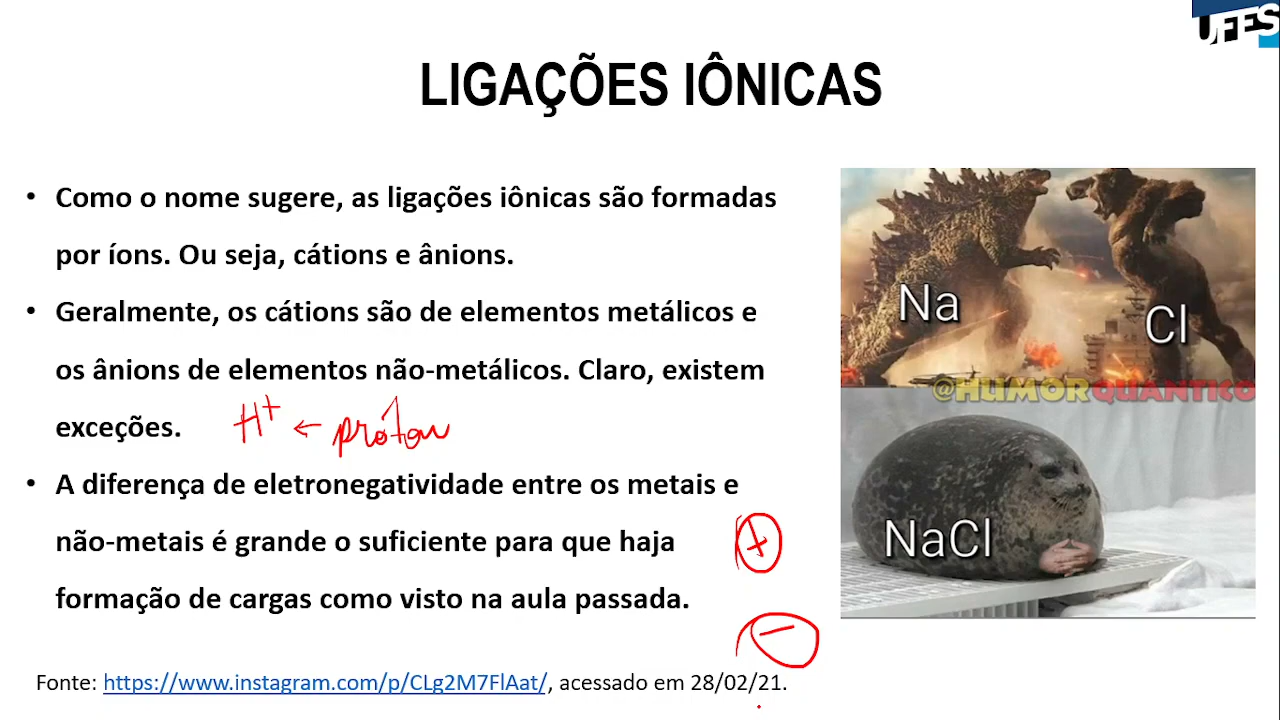 UFES
LIGAÇÕES IÔNICAS
• Como o nome sugere, as ligações iônicas são formadas
por íons. Ou seja, cátions e ânions.
• Geralmente, os cátions são de elementos metálicos e
os ânions de elementos não-metálicos. Claro, existem
exceções.
H+ ← próton
• A diferença de eletronegatividade entre os metais e
não-metais é grande o suficiente para que haja
formação de cargas como visto na aula passada.
+
−
Na
Cl
@HUMORQUANTICO
NaCl
Fonte: https://www.instagram.com/p/CLg2M7FlAat/, acessado em 28/02/21.